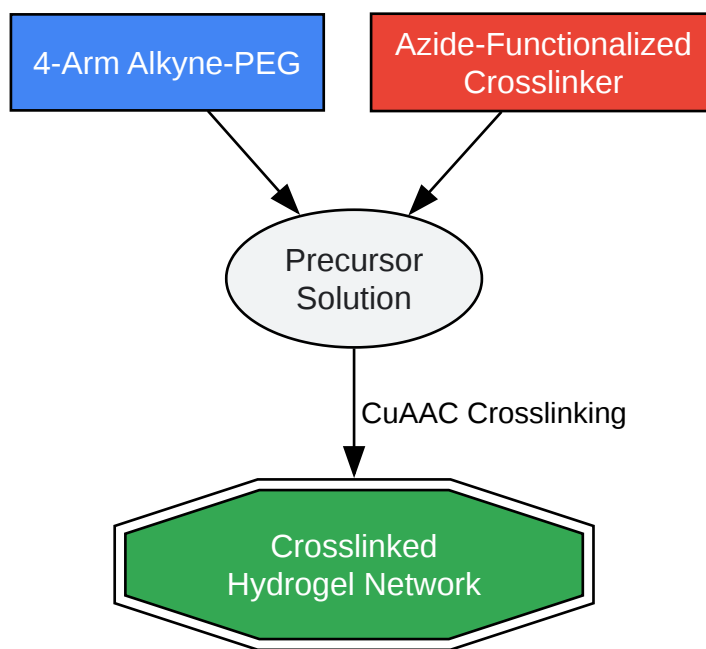 4-Arm Alkyne-PEG
Azide-Functionalized
Crosslinker
Precursor
Solution
CuAAC Crosslinking
Crosslinked
Hydrogel Network